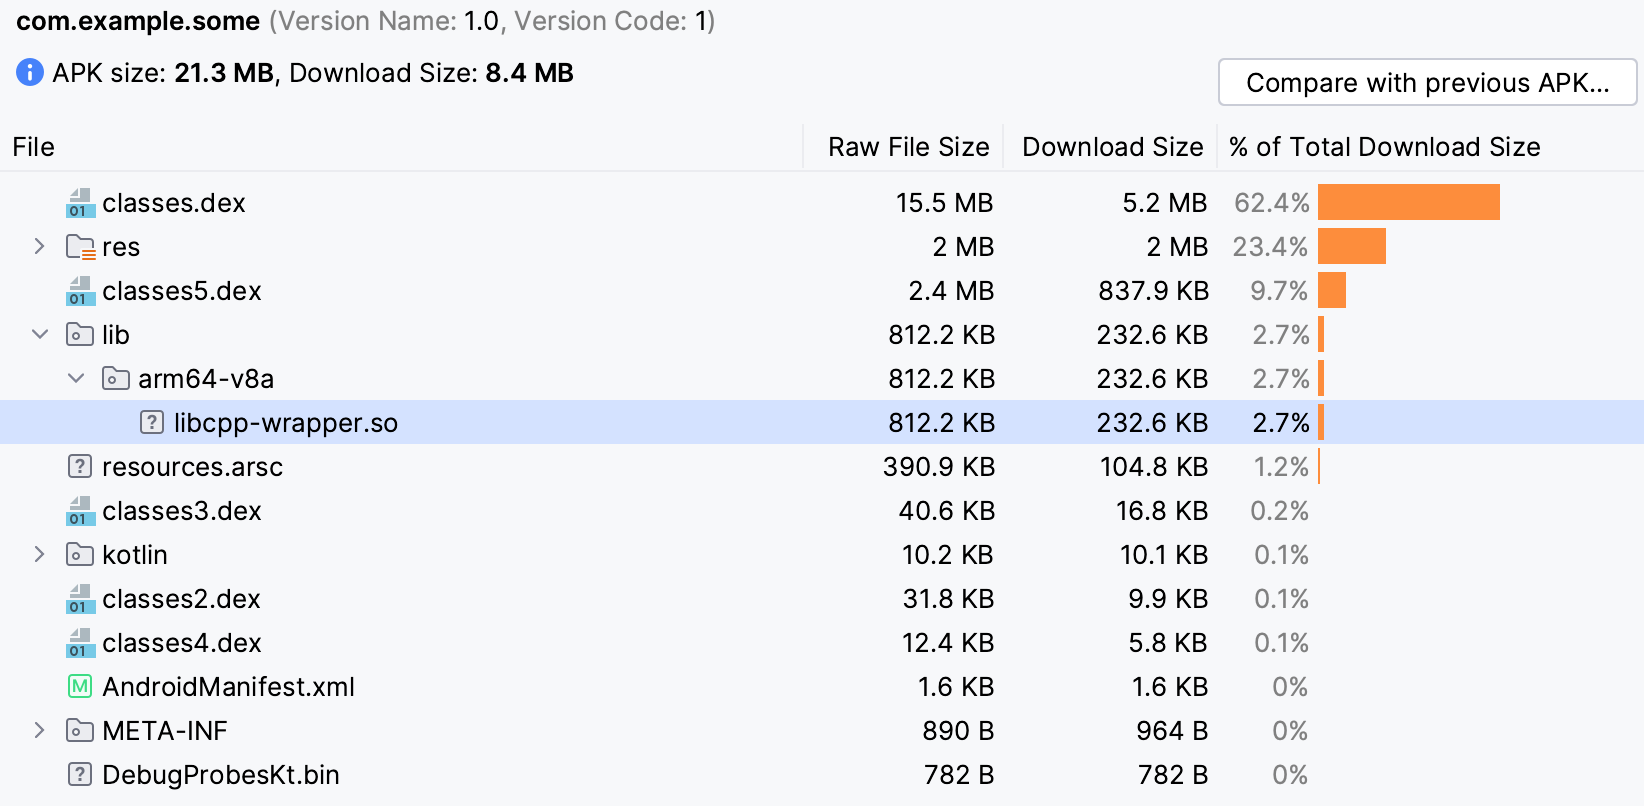 com.example.some (Version Name: 1.0, Version Code: 1)
APK size: 21.3 MB, Download Size: 8.4 MB
Compare with previous APK...
File Raw File Size Download Size % of Total Download Size
01 classes.dex 15.5 MB 5.2 MB 62.4%
res 2 MB 2 MB 23.4%
01 classes5.dex 2.4 MB 837.9 KB 9.7%
lib 812.2 KB 232.6 KB 2.7%
arm64-v8a 812.2 KB 232.6 KB 2.7%
? libcpp-wrapper.so 812.2 KB 232.6 KB 2.7%
? resources.arsc 390.9 KB 104.8 KB 1.2%
01 classes3.dex 40.6 KB 16.8 KB 0.2%
kotlin 10.2 KB 10.1 KB 0.1%
01 classes2.dex 31.8 KB 9.9 KB 0.1%
01 classes4.dex 12.4 KB 5.8 KB 0.1%
M AndroidManifest.xml 1.6 KB 1.6 KB 0%
META-INF 890 B 964 B 0%
? DebugProbesKt.bin 782 B 782 B 0%